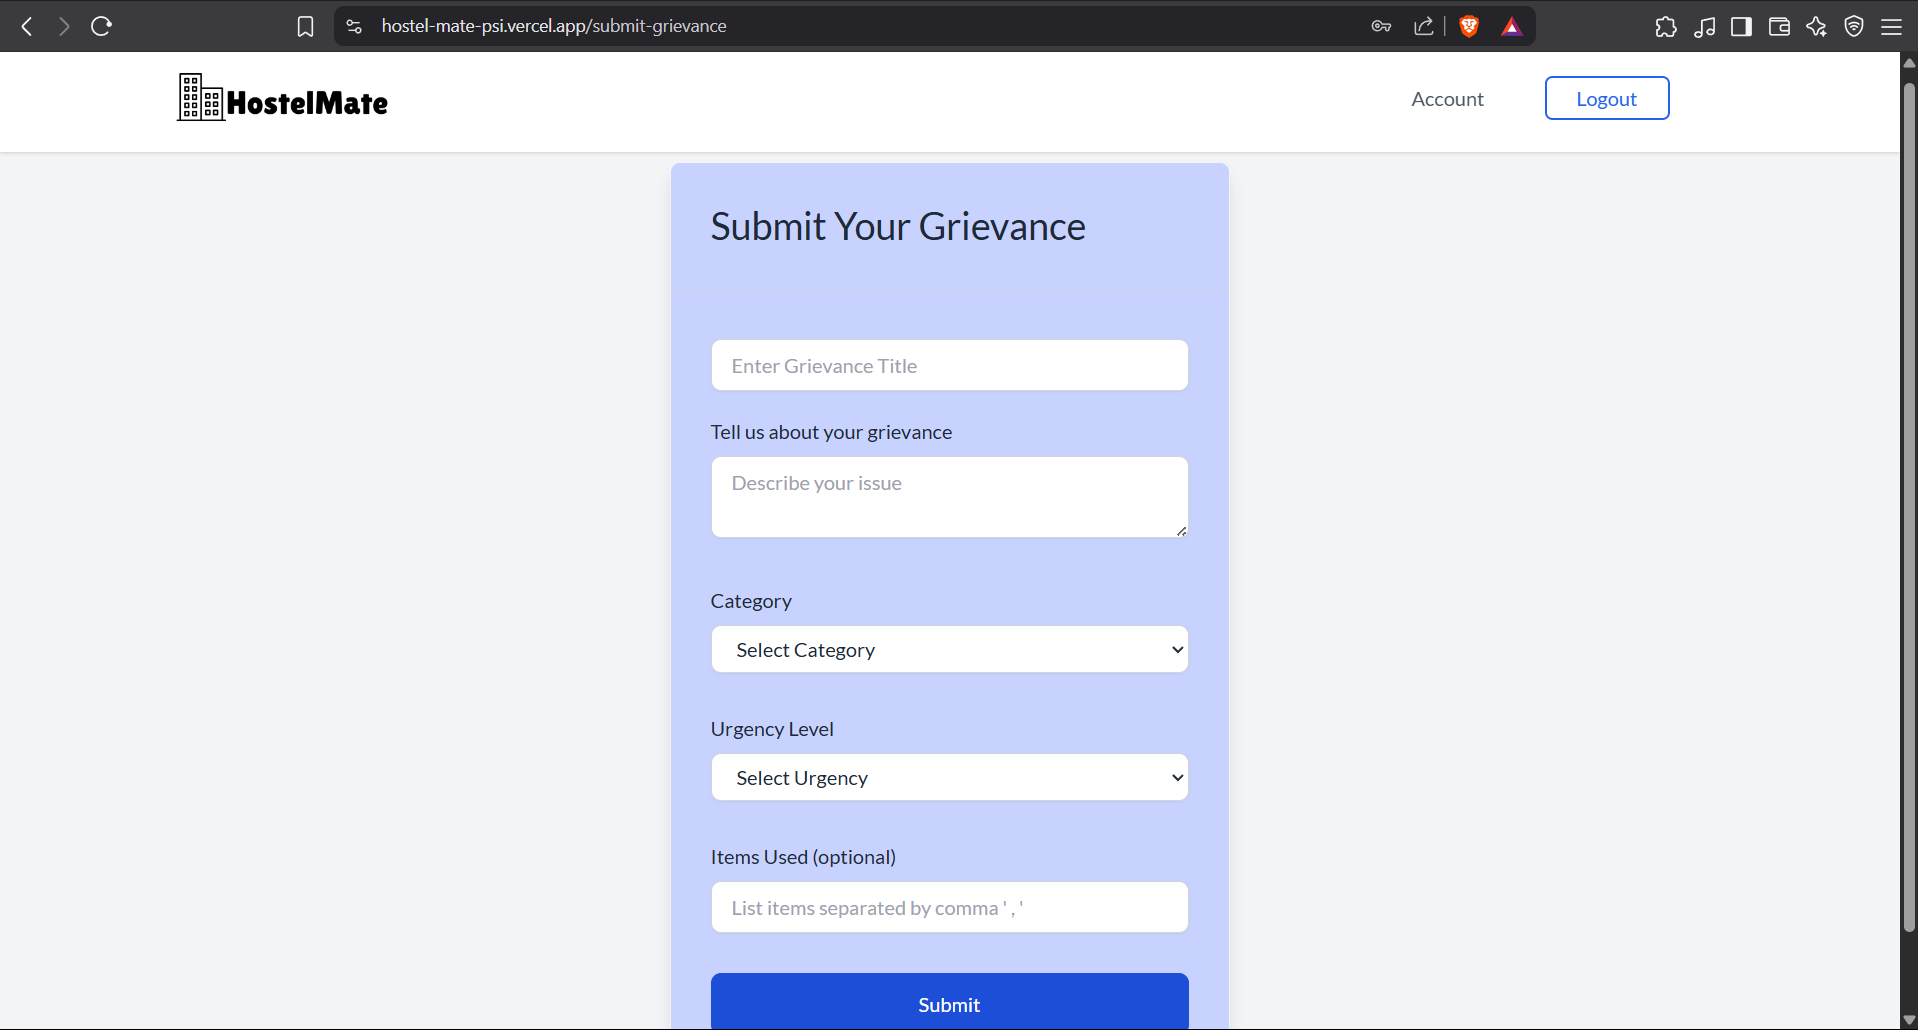 hostel-mate-psi.vercel.app/submit-grievance
HostelMate
Account
Logout
Submit Your Grievance
Enter Grievance Title
Tell us about your grievance
Describe your issue
Category
Select Category
Urgency Level
Select Urgency
Items Used (optional)
List items separated by comma ' , '
Submit